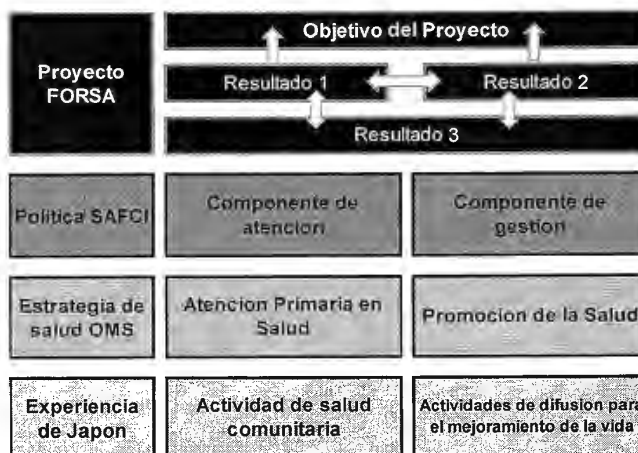 Objetivo del Proyecto
Proyecto
FORSA
Resultado 1
Resultado 2
Resultado 3
Politica SAFCI
Componente de
atencion
Componente de
gestion
Estrategia de
salud OMS
Atencion Primaria en
Salud
Promocion de la Salud
Experiencia
de Japon
Actividad de salud
comunitaria
Actividades de difusion para
el mejoramiento de la vida